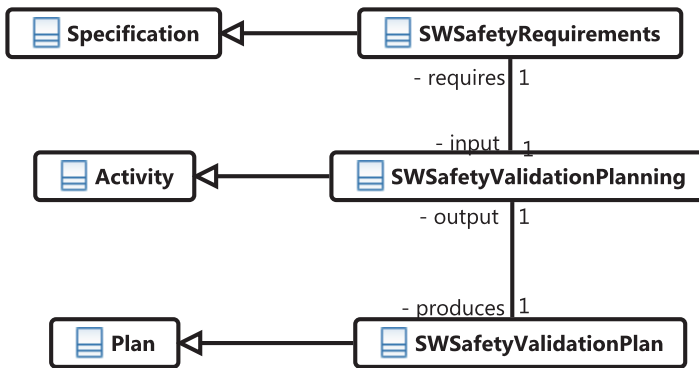 Specification
SWSafetyRequirements
- requires 1
- input 1
Activity
SWSafetyValidationPlanning
- output 1
- produces 1
Plan
SWSafetyValidationPlan